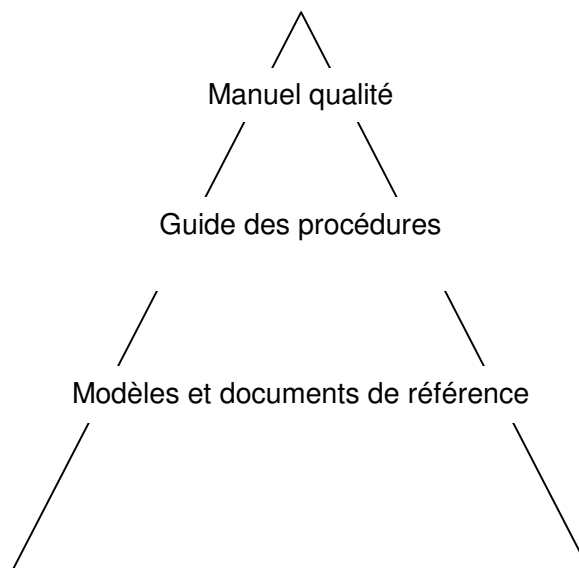 Manuel qualité
Guide des procédures
Modèles et documents de référence